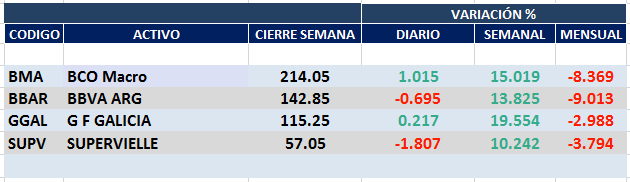 VARIACIÓN %
CODIGO ACTIVO CIERRE SEMANA DIARIO SEMANAL MENSUAL
BMA BCO Macro 214.05 1.015 15.019 -8.369
BBAR BBVA ARG 142.85 -0.695 13.825 -9.013
GGAL G F GALICIA 115.25 0.217 19.554 -2.988
SUPV SUPERVIELLE 57.05 -1.807 10.242 -3.794